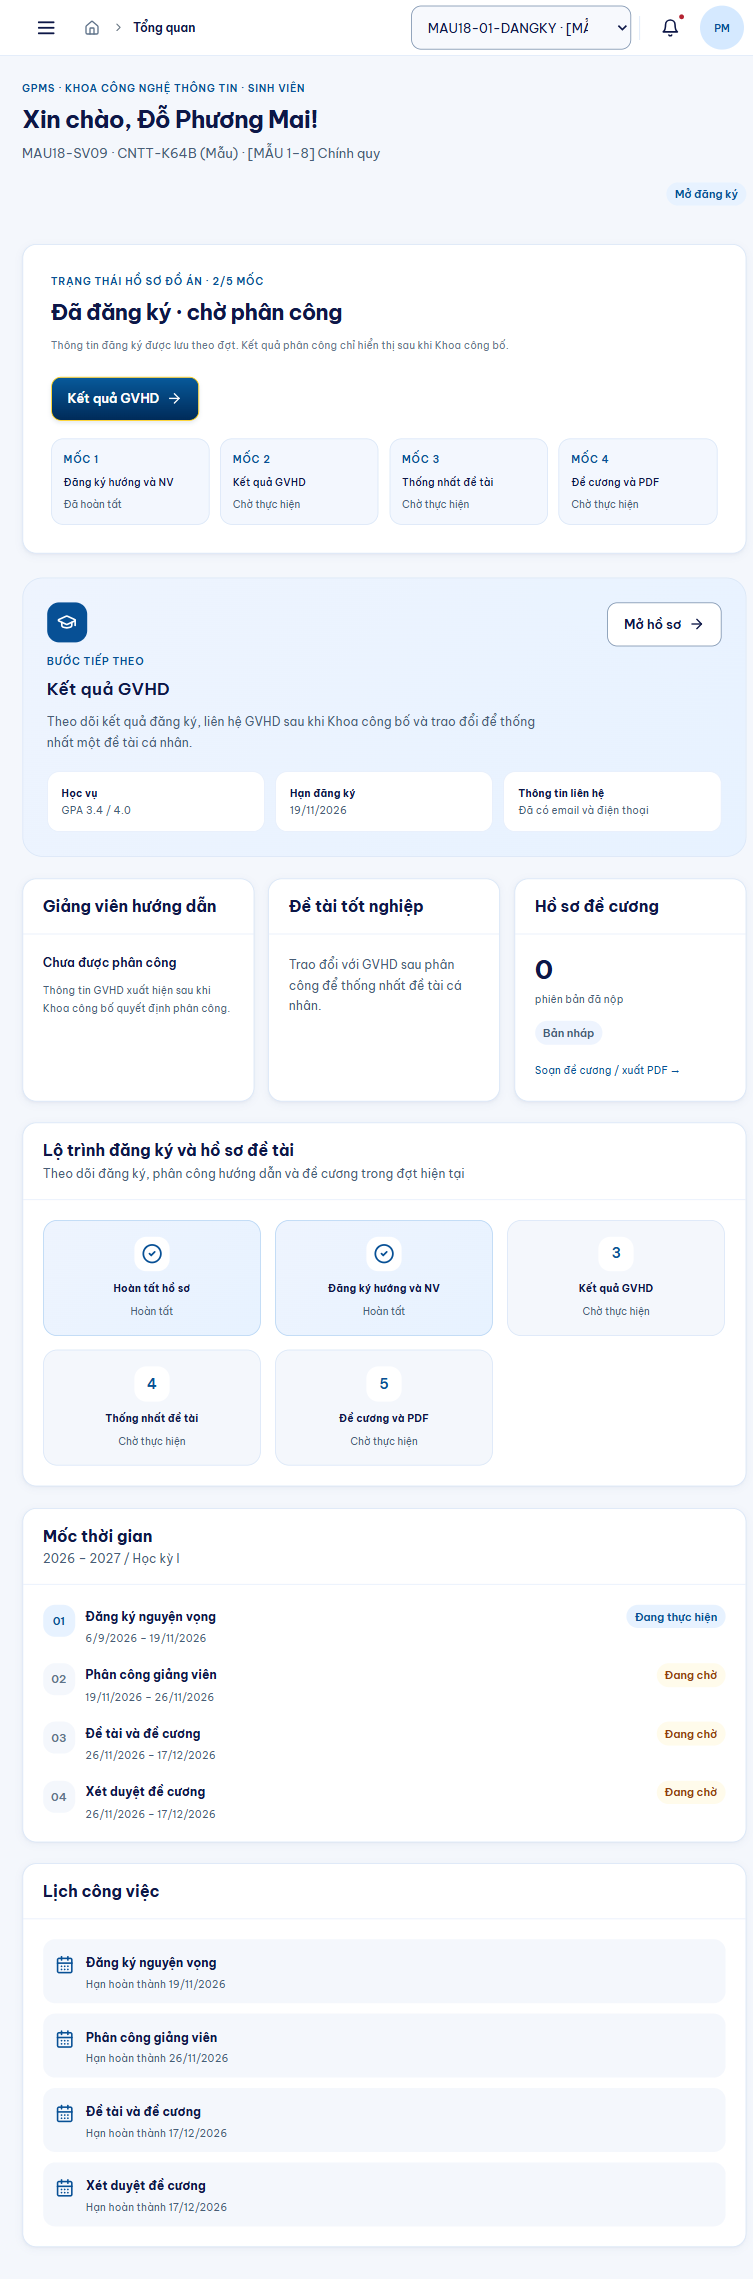 Tổng quan
MAU18-01-DANGKY · [MẪ
PM
GPMS · KHOA CÔNG NGHỆ THÔNG TIN · SINH VIÊN
Xin chào, Đỗ Phương Mai!
MAU18-SV09 · CNTT-K64B (Mẫu) · [MẪU 1-8] Chính quy
Mở đăng ký
TRẠNG THÁI HỒ SƠ ĐỒ ÁN · 2/5 MỐC
Đã đăng ký · chờ phân công
Thông tin đăng ký được lưu theo đợt. Kết quả phân công chỉ hiển thị sau khi Khoa công bố.
Kết quả GVHD →
MỐC 1
Đăng ký hướng và NV
Đã hoàn tất
MỐC 2
Kết quả GVHD
Chờ thực hiện
MỐC 3
Thống nhất đề tài
Chờ thực hiện
MỐC 4
Đề cương và PDF
Chờ thực hiện
BƯỚC TIẾP THEO
Kết quả GVHD
Theo dõi kết quả đăng ký, liên hệ GVHD sau khi Khoa công bố và trao đổi để thống
nhất một đề tài cá nhân.
Mở hồ sơ →
Học vụ
GPA 3.4 / 4.0
Hạn đăng ký
19/11/2026
Thông tin liên hệ
Đã có email và điện thoại
Giảng viên hướng dẫn
Chưa được phân công
Thông tin GVHD xuất hiện sau khi
Khoa công bố quyết định phân công.
Đề tài tốt nghiệp
Trao đổi với GVHD sau phân
công để thống nhất đề tài cá
nhân.
Hồ sơ đề cương
0
phiên bản đã nộp
Bản nháp
Soạn đề cương / xuất PDF →
Lộ trình đăng ký và hồ sơ đề tài
Theo dõi đăng ký, phân công hướng dẫn và đề cương trong đợt hiện tại
Hoàn tất hồ sơ
Hoàn tất
Đăng ký hướng và NV
Hoàn tất
3
Kết quả GVHD
Chờ thực hiện
4
Thống nhất đề tài
Chờ thực hiện
5
Đề cương và PDF
Chờ thực hiện
Mốc thời gian
2026 – 2027 / Học kỳ I
01
Đăng ký nguyện vọng
6/9/2026 – 19/11/2026
Đang thực hiện
02
Phân công giảng viên
19/11/2026 – 26/11/2026
Đang chờ
03
Đề tài và đề cương
26/11/2026 – 17/12/2026
Đang chờ
04
Xét duyệt đề cương
26/11/2026 – 17/12/2026
Đang chờ
Lịch công việc
Đăng ký nguyện vọng
Hạn hoàn thành 19/11/2026
Phân công giảng viên
Hạn hoàn thành 26/11/2026
Đề tài và đề cương
Hạn hoàn thành 17/12/2026
Xét duyệt đề cương
Hạn hoàn thành 17/12/2026